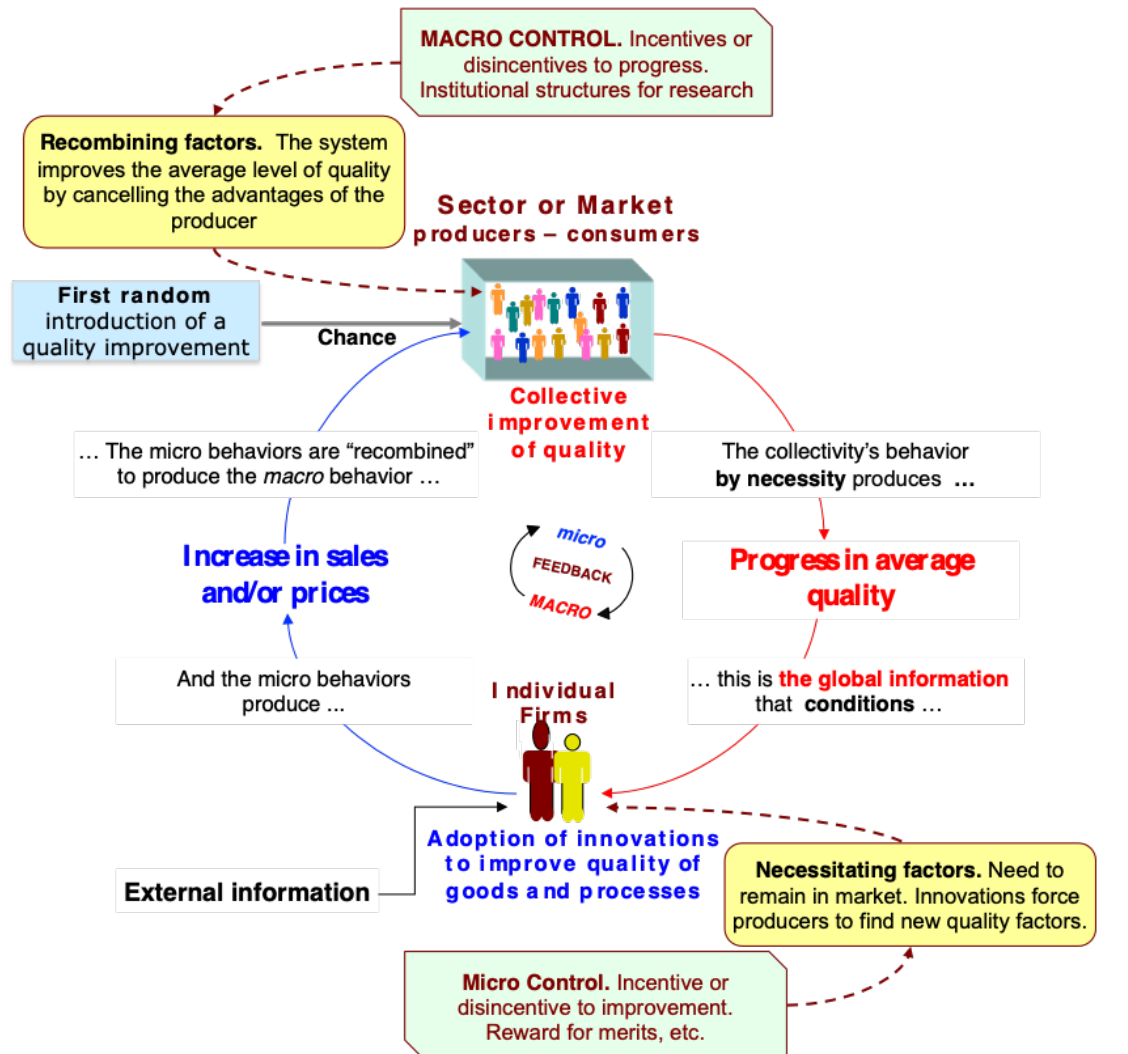 MACRO CONTROL. Incentives or
disincentives to progress.
Institutional structures for research
Recombining factors. The system
improves the average level of quality
by cancelling the advantages of the
producer
Sector or Market
producers – consumers
First random
introduction of a
quality improvement
Chance
Collective
improvement
of quality
… The micro behaviors are “recombined”
to produce the macro behavior …
The collectivity’s behavior
by necessity produces …
Increase in sales
and/or prices
micro
FEEDBACK
MACRO
Progress in average
quality
And the micro behaviors
produce ...
… this is the global information
that conditions …
Individual
Firms
Adoption of innovations
to improve quality of
goods and processes
External information
Necessitating factors. Need to
remain in market. Innovations force
producers to find new quality factors.
Micro Control. Incentive or
disincentive to improvement.
Reward for merits, etc.